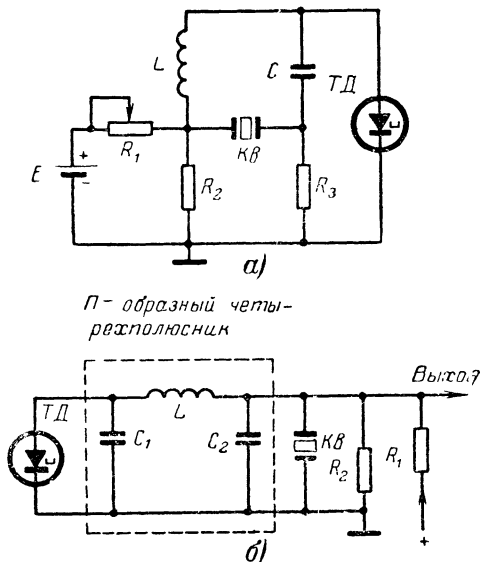 L
C
ТД
R₁
КВ
E
+
-
R₂
R₃
а)
П - образный четы-
рехполюсник
Выход
ТД
L
C₁
C₂
КВ
R₂
R₁
+
б)